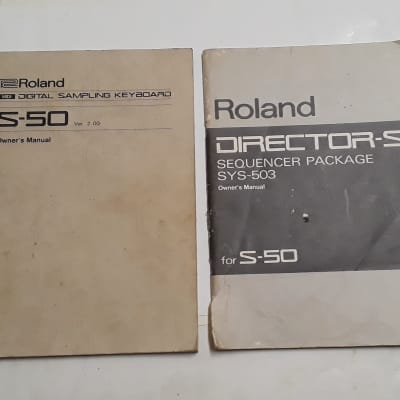 Roland
DIGITAL SAMPLING KEYBOARD
S-50 Ver. 2.00
Owner's Manual
Roland
DIRECTOR-S
SEQUENCER PACKAGE
SYS-503
Owner's Manual
for S-50